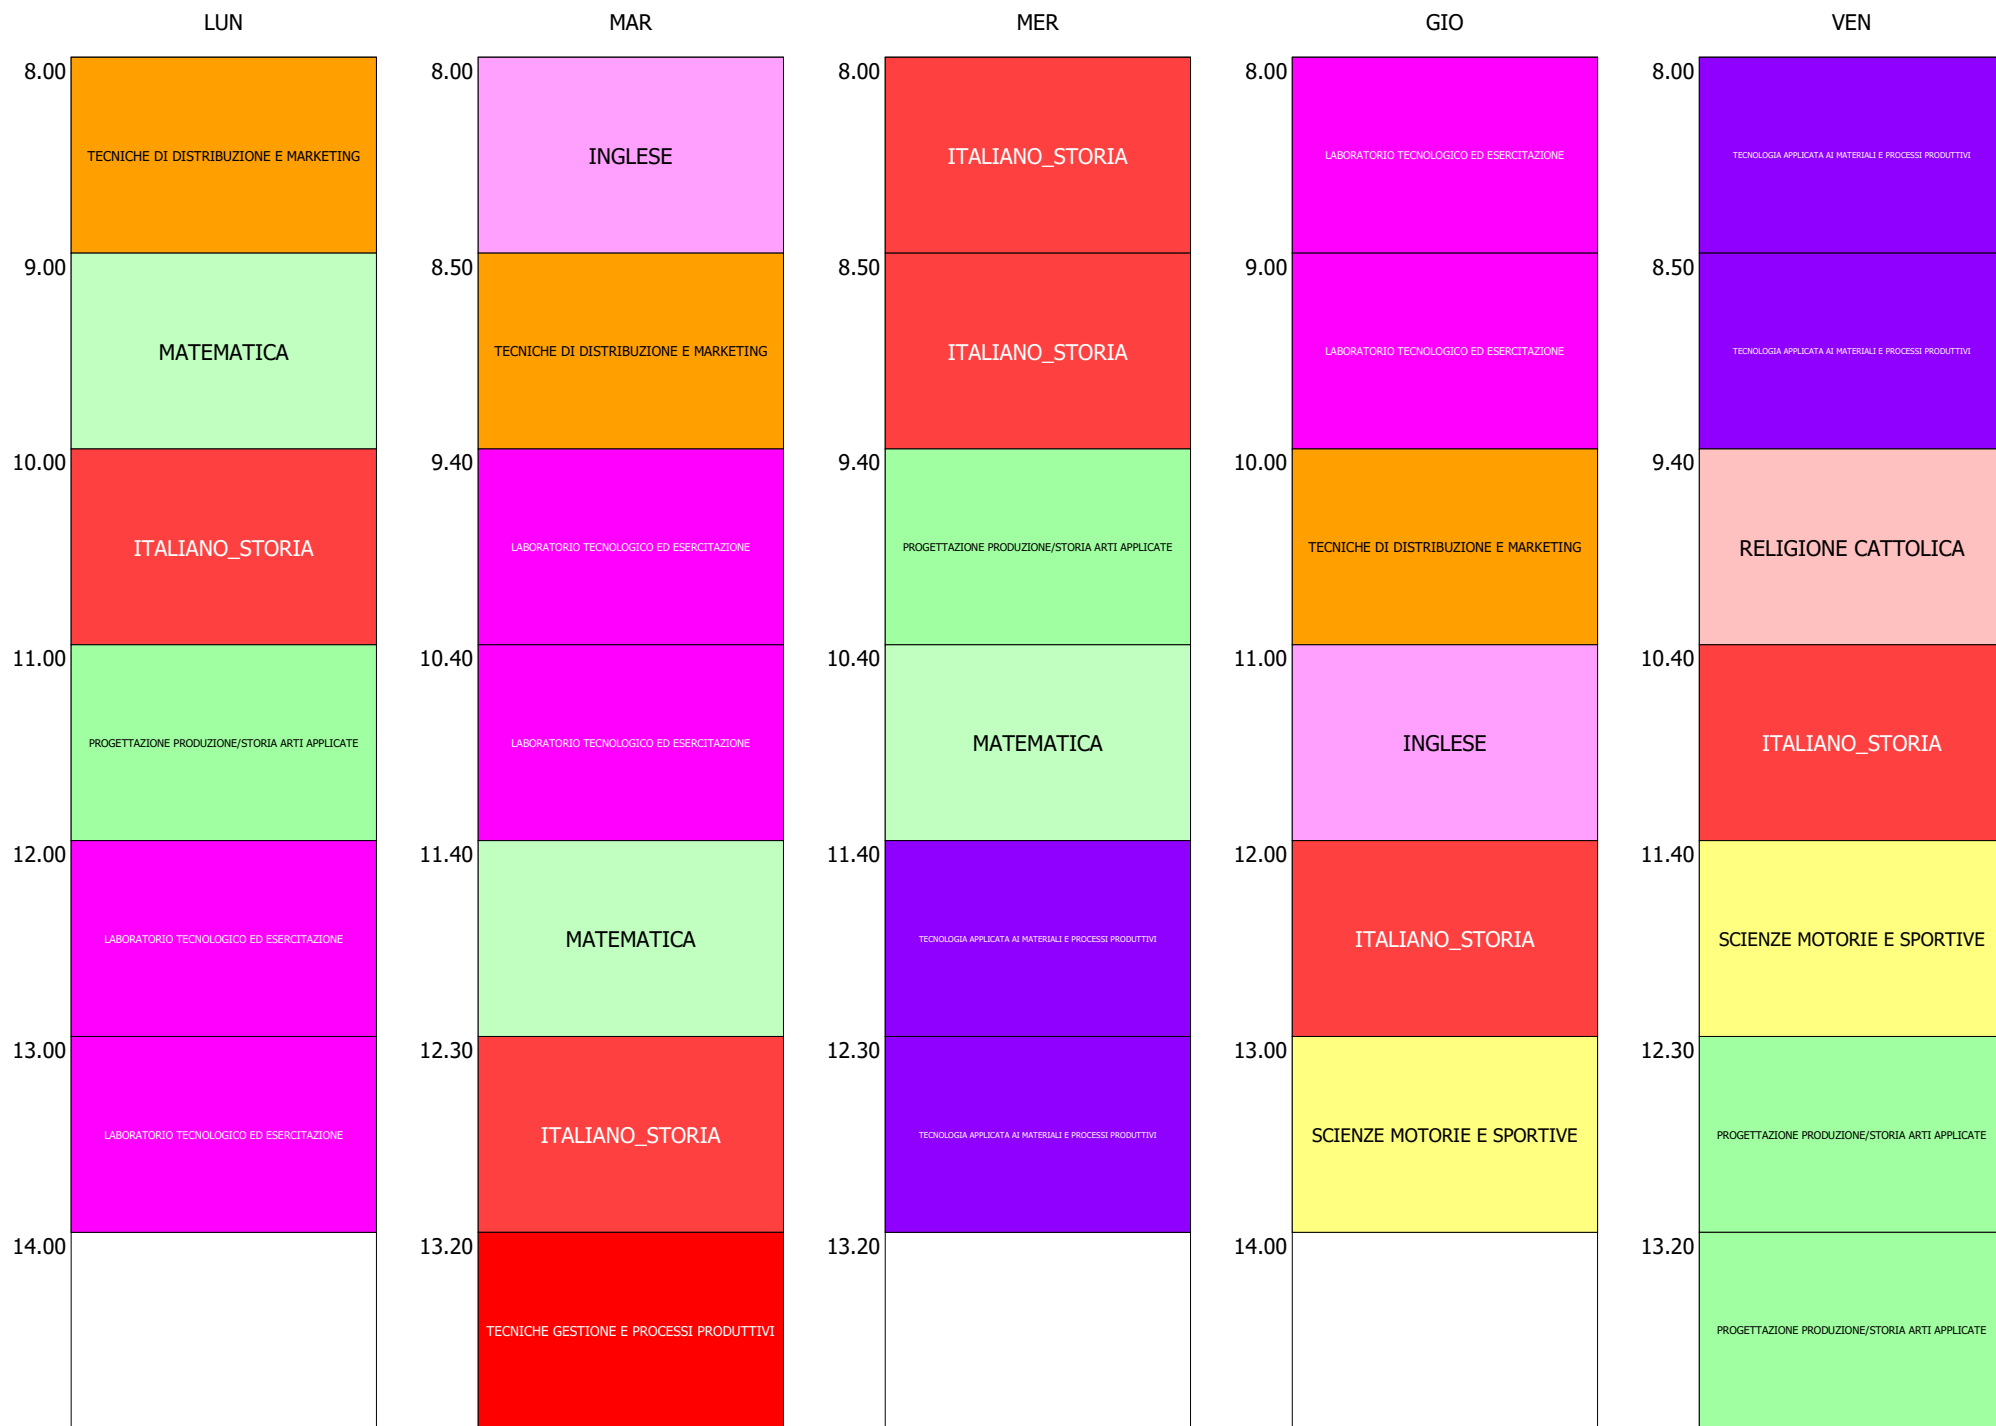 LUN
8.00
TECNICHE DI DISTRIBUZIONE E MARKETING
9.00
MATEMATICA
10.00
ITALIANO_STORIA
11.00
PROGETTAZIONE PRODUZIONE/STORIA ARTI APPLICATE
12.00
LABORATORIO TECNOLOGICO ED ESERCITAZIONE
13.00
LABORATORIO TECNOLOGICO ED ESERCITAZIONE
14.00
MAR
8.00
INGLESE
8.50
TECNICHE DI DISTRIBUZIONE E MARKETING
9.40
LABORATORIO TECNOLOGICO ED ESERCITAZIONE
10.40
LABORATORIO TECNOLOGICO ED ESERCITAZIONE
11.40
MATEMATICA
12.30
ITALIANO_STORIA
13.20
TECNICHE GESTIONE E PROCESSI PRODUTTIVI
MER
8.00
ITALIANO_STORIA
8.50
ITALIANO_STORIA
9.40
PROGETTAZIONE PRODUZIONE/STORIA ARTI APPLICATE
10.40
MATEMATICA
11.40
TECNOLOGIA APPLICATA AI MATERIALI E PROCESSI PRODUTTIVI
12.30
TECNOLOGIA APPLICATA AI MATERIALI E PROCESSI PRODUTTIVI
13.20
GIO
8.00
LABORATORIO TECNOLOGICO ED ESERCITAZIONE
9.00
LABORATORIO TECNOLOGICO ED ESERCITAZIONE
10.00
TECNICHE DI DISTRIBUZIONE E MARKETING
11.00
INGLESE
12.00
ITALIANO_STORIA
13.00
SCIENZE MOTORIE E SPORTIVE
14.00
VEN
8.00
TECNOLOGIA APPLICATA AI MATERIALI E PROCESSI PRODUTTIVI
8.50
TECNOLOGIA APPLICATA AI MATERIALI E PROCESSI PRODUTTIVI
9.40
RELIGIONE CATTOLICA
10.40
ITALIANO_STORIA
11.40
SCIENZE MOTORIE E SPORTIVE
12.30
PROGETTAZIONE PRODUZIONE/STORIA ARTI APPLICATE
13.20
PROGETTAZIONE PRODUZIONE/STORIA ARTI APPLICATE